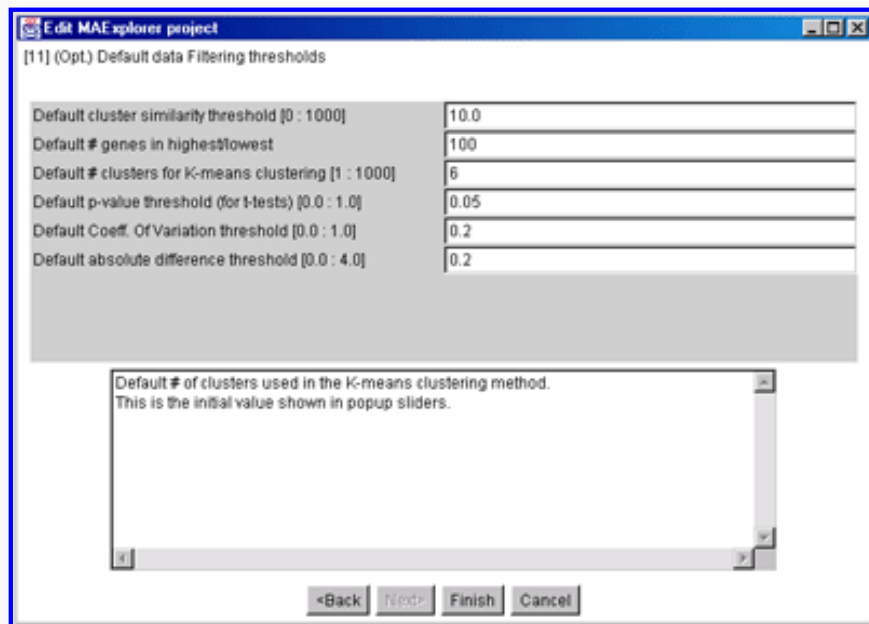 Edit MAExplorer project
[11] (Opt.) Default data Filtering thresholds
Default cluster similarity threshold [0 : 1000] 10.0
Default # genes in highest/lowest 100
Default # clusters for K-means clustering [1 : 1000] 6
Default p-value threshold (for t-tests) [0.0 : 1.0] 0.05
Default Coeff. Of Variation threshold [0.0 : 1.0] 0.2
Default absolute difference threshold [0.0 : 4.0] 0.2
Default # of clusters used in the K-means clustering method.
This is the initial value shown in popup sliders.
<Back Next> Finish Cancel